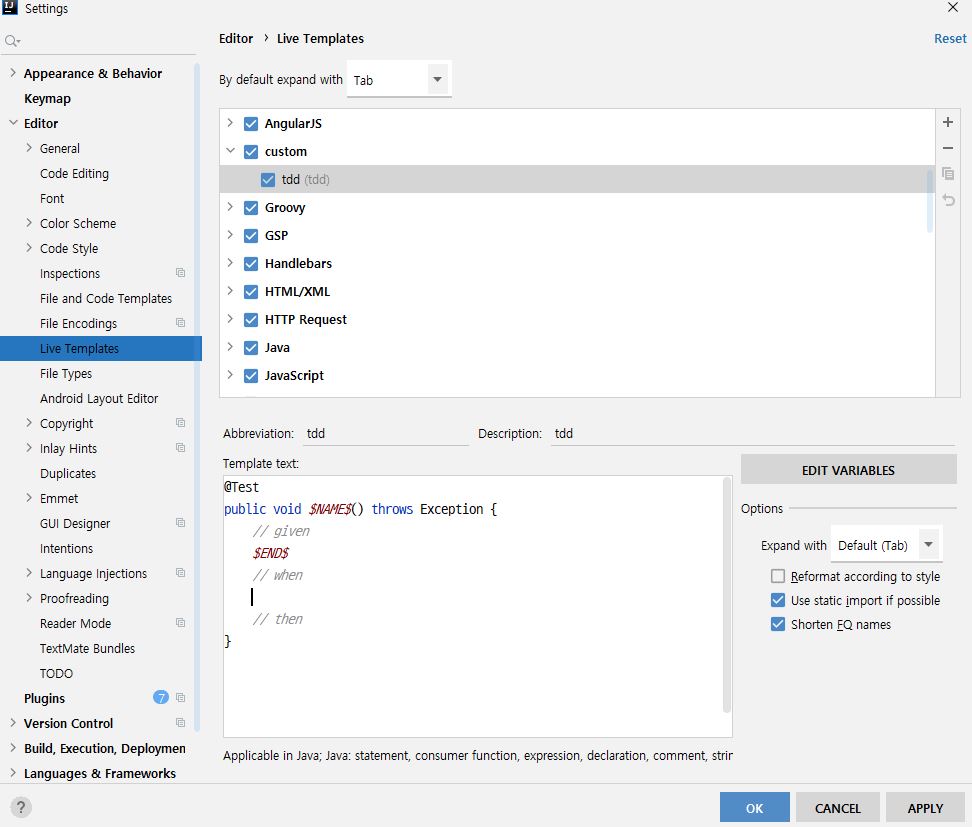 IJ Settings
Editor › Live Templates
Reset
By default expand with Tab
Appearance & Behavior
Keymap
Editor
General
Code Editing
Font
Color Scheme
Code Style
Inspections
File and Code Templates
File Encodings
Live Templates
File Types
Android Layout Editor
Copyright
Inlay Hints
Duplicates
Emmet
GUI Designer
Intentions
Language Injections
Proofreading
Reader Mode
TextMate Bundles
TODO
Plugins 7
Version Control
Build, Execution, Deploymen
Languages & Frameworks
?
AngularJS
custom
tdd (tdd)
Groovy
GSP
Handlebars
HTML/XML
HTTP Request
Java
JavaScript
Abbreviation: tdd Description: tdd
Template text:
@Test
public void $NAME$() throws Exception {
// given
$END$
// when
// then
}
EDIT VARIABLES
Options
Expand with Default (Tab)
Reformat according to style
Use static import if possible
Shorten FQ names
Applicable in Java; Java: statement, consumer function, expression, declaration, comment, strin
OK CANCEL APPLY